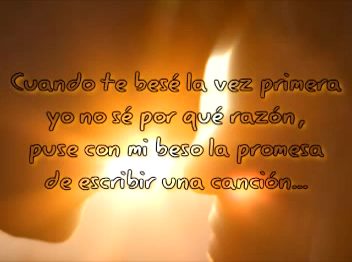 Cuando te besé la vez primera
yo no sé por qué razón,
puse con mi beso la promesa
de escribir una canción...